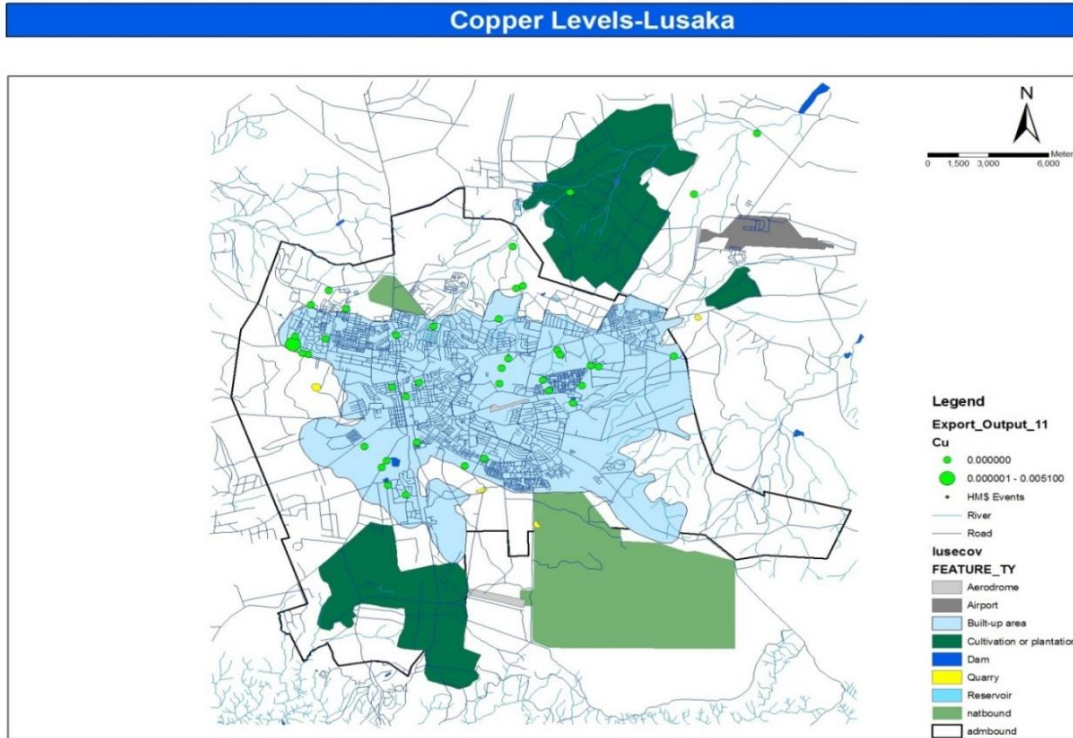 Copper Levels-Lusaka
N
0 1,500 3,000 6,000 Meter
Legend
Export_Output_11
Cu
0.000000
0.000001 - 0.005100
HM$ Events
River
Road
lusecov
FEATURE_TY
Aerodrome
Airport
Built-up area
Cultivation or plantation
Dam
Quarry
Reservoir
natbound
admbound